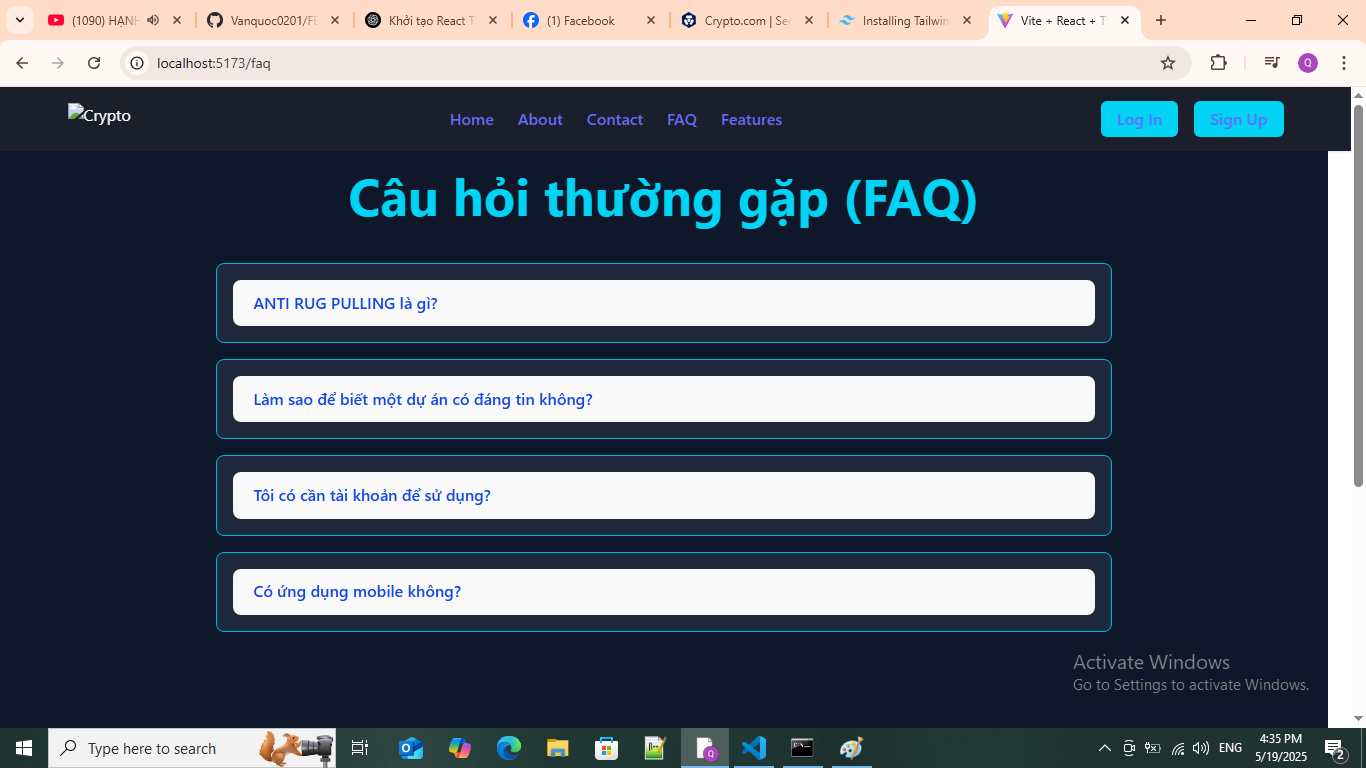 (1090) HẠNH
Vanquoc0201/FE
Khởi tạo React T
(1) Facebook
Crypto.com | Sec
Installing Tailwin
Vite + React + T
localhost:5173/faq
Q
Crypto
Home
About
Contact
FAQ
Features
Log In
Sign Up
Câu hỏi thường gặp (FAQ)
ANTI RUG PULLING là gì?
Làm sao để biết một dự án có đáng tin không?
Tôi có cần tài khoản để sử dụng?
Có ứng dụng mobile không?
Activate Windows
Go to Settings to activate Windows.
Type here to search
ENG
4:35 PM
5/19/2025
2